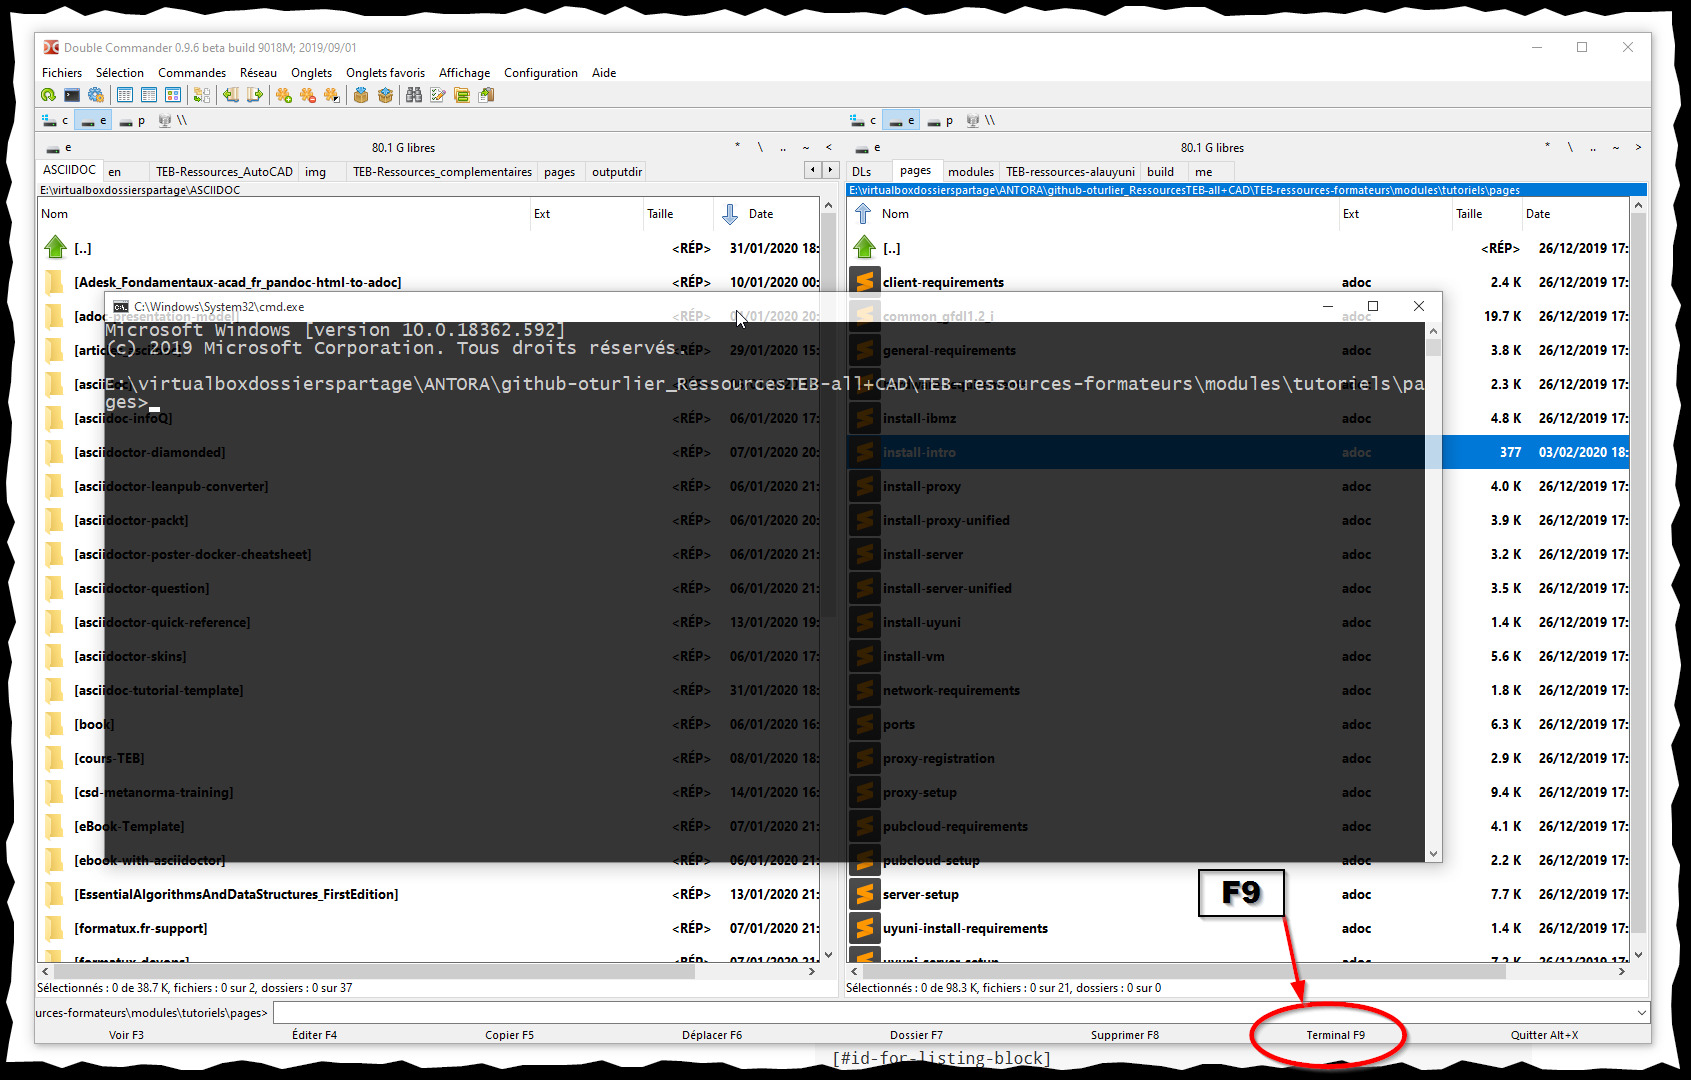 Double Commander 0.9.6 beta build 9018M; 2019/09/01
Fichiers Sélection Commandes Réseau Onglets Onglets favoris Affichage Configuration Aide
c e p \\
c e p \\
e 80.1 G libres * \ .. ~ <
e 80.1 G libres * \ .. ~ >
ASCIIDOC en TEB-Ressources_AutoCAD img TEB-Ressources_complementaires pages outputdir
DLs pages modules TEB-ressources-alauyuni build me
E:\virtualboxdossierspartage\ASCIIDOC
E:\virtualboxdossierspartage\ANTORA\github-oturlier_RessourcesTEB-all+CAD\TEB-ressources-formateurs\modules\tutoriels\pages
Nom Ext Taille Date
[..] <RÉP> 31/01/2020 18:
[Adesk_Fondamentaux-acad_fr_pandoc-html-to-adoc] <RÉP> 10/01/2020 00:
[adoc-presentation-model] <RÉP> 20:
<RÉP> 29/01/2020 15:
<RÉP>
[asciidoc-infoQ] <RÉP> 06/01/2020 17:
[asciidoctor-diamonded] <RÉP> 07/01/2020 20:
[asciidoctor-leanpub-converter] <RÉP> 06/01/2020 21:
[asciidoctor-packt] <RÉP> 06/01/2020 20:
[asciidoctor-poster-docker-cheatsheet] <RÉP> 06/01/2020 21:
[asciidoctor-question] <RÉP> 06/01/2020 21:
[asciidoctor-quick-reference] <RÉP> 13/01/2020 19:
[asciidoctor-skins] <RÉP> 06/01/2020 17:
[asciidoc-tutorial-template] <RÉP> 31/01/2020 18:
[book] <RÉP> 06/01/2020 16:
[cours-TEB] <RÉP> 08/01/2020 18:
[csd-metanorma-training] <RÉP> 14/01/2020 16:
[eBook-Template] <RÉP> 07/01/2020 21:
[ebook-with-asciidoctor] <RÉP> 06/01/2020 21:
[EssentialAlgorithmsAndDataStructures_FirstEdition] <RÉP> 13/01/2020 21:
[formatux.fr-support] <RÉP> 07/01/2020 21:
[formatux-devops] <RÉP> 07/01/2020 21:
Nom Ext Taille Date
[..] <RÉP> 26/12/2019 17:
client-requirements adoc 2.4 K 26/12/2019 17:
common_gfdl1.2_i adoc 19.7 K 26/12/2019 17:
general-requirements adoc 3.8 K 26/12/2019 17:
adoc 2.3 K 26/12/2019 17:
install-ibmz adoc 4.8 K 26/12/2019 17:
install-intro adoc 377 03/02/2020 18:
install-proxy adoc 4.0 K 26/12/2019 17:
install-proxy-unified adoc 3.9 K 26/12/2019 17:
install-server adoc 3.2 K 26/12/2019 17:
install-server-unified adoc 3.5 K 26/12/2019 17:
install-uyuni adoc 1.4 K 26/12/2019 17:
install-vm adoc 5.6 K 26/12/2019 17:
network-requirements adoc 1.8 K 26/12/2019 17:
ports adoc 6.3 K 26/12/2019 17:
proxy-registration adoc 2.9 K 26/12/2019 17:
proxy-setup adoc 9.4 K 26/12/2019 17:
pubcloud-requirements adoc 4.1 K 26/12/2019 17:
pubcloud-setup adoc 2.2 K 26/12/2019 17:
server-setup adoc 7.7 K 26/12/2019 17:
uyuni-install-requirements adoc 1.4 K 26/12/2019 17:
uyuni-server-setup adoc 7.2 K 26/12/2019 17:
C:\Windows\System32\cmd.exe
Microsoft Windows [version 10.0.18362.592]
(c) 2019 Microsoft Corporation. Tous droits réservés.
E:\virtualboxdossierspartage\ANTORA\github-oturlier_RessourcesTEB-all+CAD\TEB-ressources-formateurs\modules\tutoriels\pa
ges>
F9
Sélectionnés : 0 de 38.7 K, fichiers : 0 sur 2, dossiers : 0 sur 37
Sélectionnés : 0 de 98.3 K, fichiers : 0 sur 21, dossiers : 0 sur 0
urces-formateurs\modules\tutoriels\pages>
Voir F3 Éditer F4 Copier F5 Déplacer F6 Dossier F7 Supprimer F8 Terminal F9 Quitter Alt+X
[#id-for-listing-block]